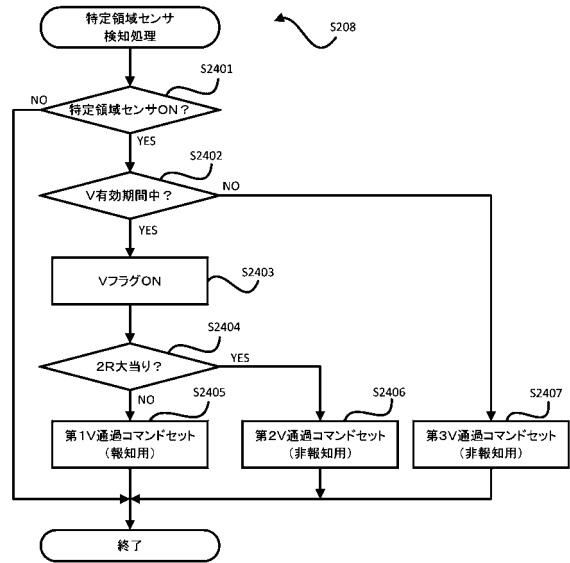 特定領域センサ
検知処理
S208
S2401
NO
特定領域センサON？
YES
S2402
V有効期間中？
NO
YES
VフラグON
S2403
S2404
2R大当り？
YES
NO
S2405
S2406
S2407
第1V通過コマンドセット
（報知用）
第2V通過コマンドセット
（非報知用）
第3V通過コマンドセット
（非報知用）
終了